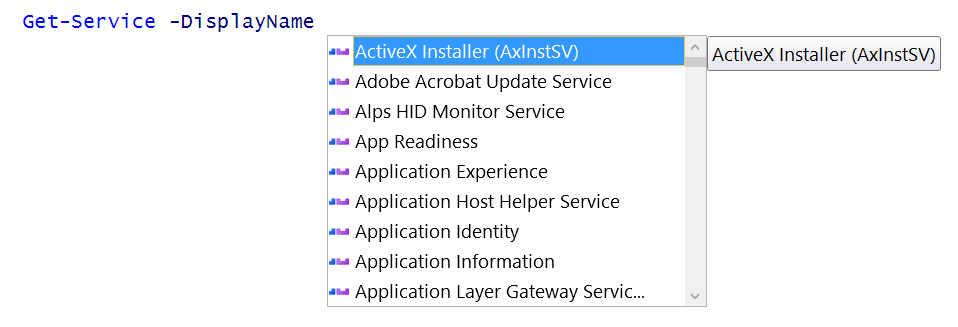 Get-Service -DisplayName
ActiveX Installer (AxInstSV) ActiveX Installer (AxInstSV)
Adobe Acrobat Update Service
Alps HID Monitor Service
App Readiness
Application Experience
Application Host Helper Service
Application Identity
Application Information
Application Layer Gateway Servic...